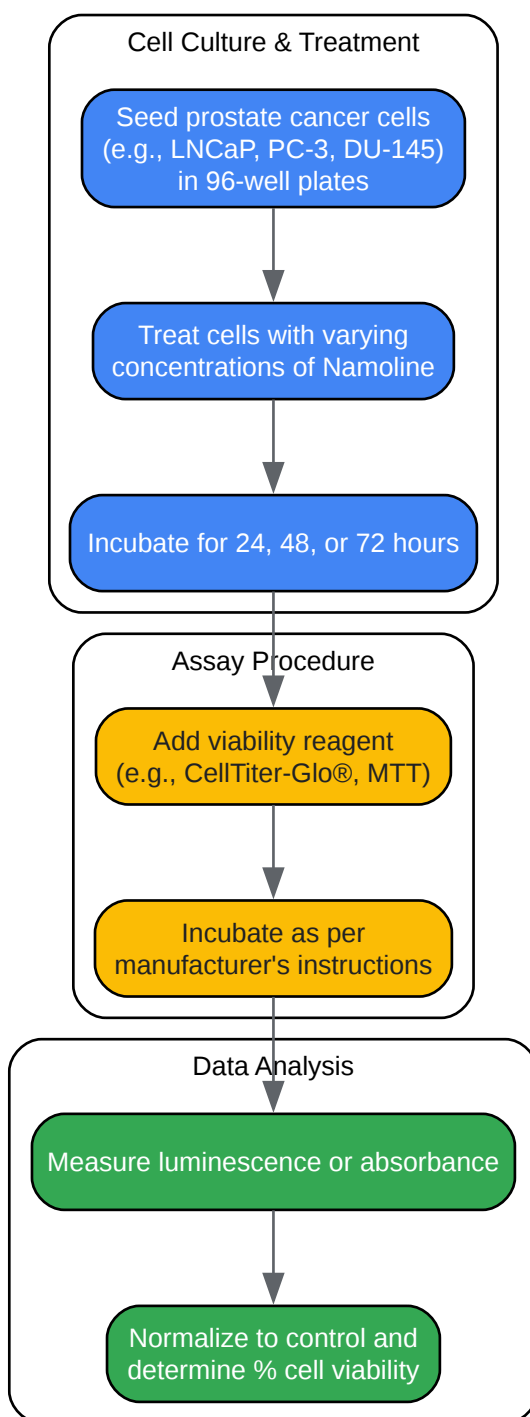 Cell Culture & Treatment
Seed prostate cancer cells
(e.g., LNCaP, PC-3, DU-145)
in 96-well plates
Treat cells with varying
concentrations of Namoline
Incubate for 24, 48, or 72 hours
Assay Procedure
Add viability reagent
(e.g., CellTiter-Glo®, MTT)
Incubate as per
manufacturer's instructions
Data Analysis
Measure luminescence or absorbance
Normalize to control and
determine % cell viability